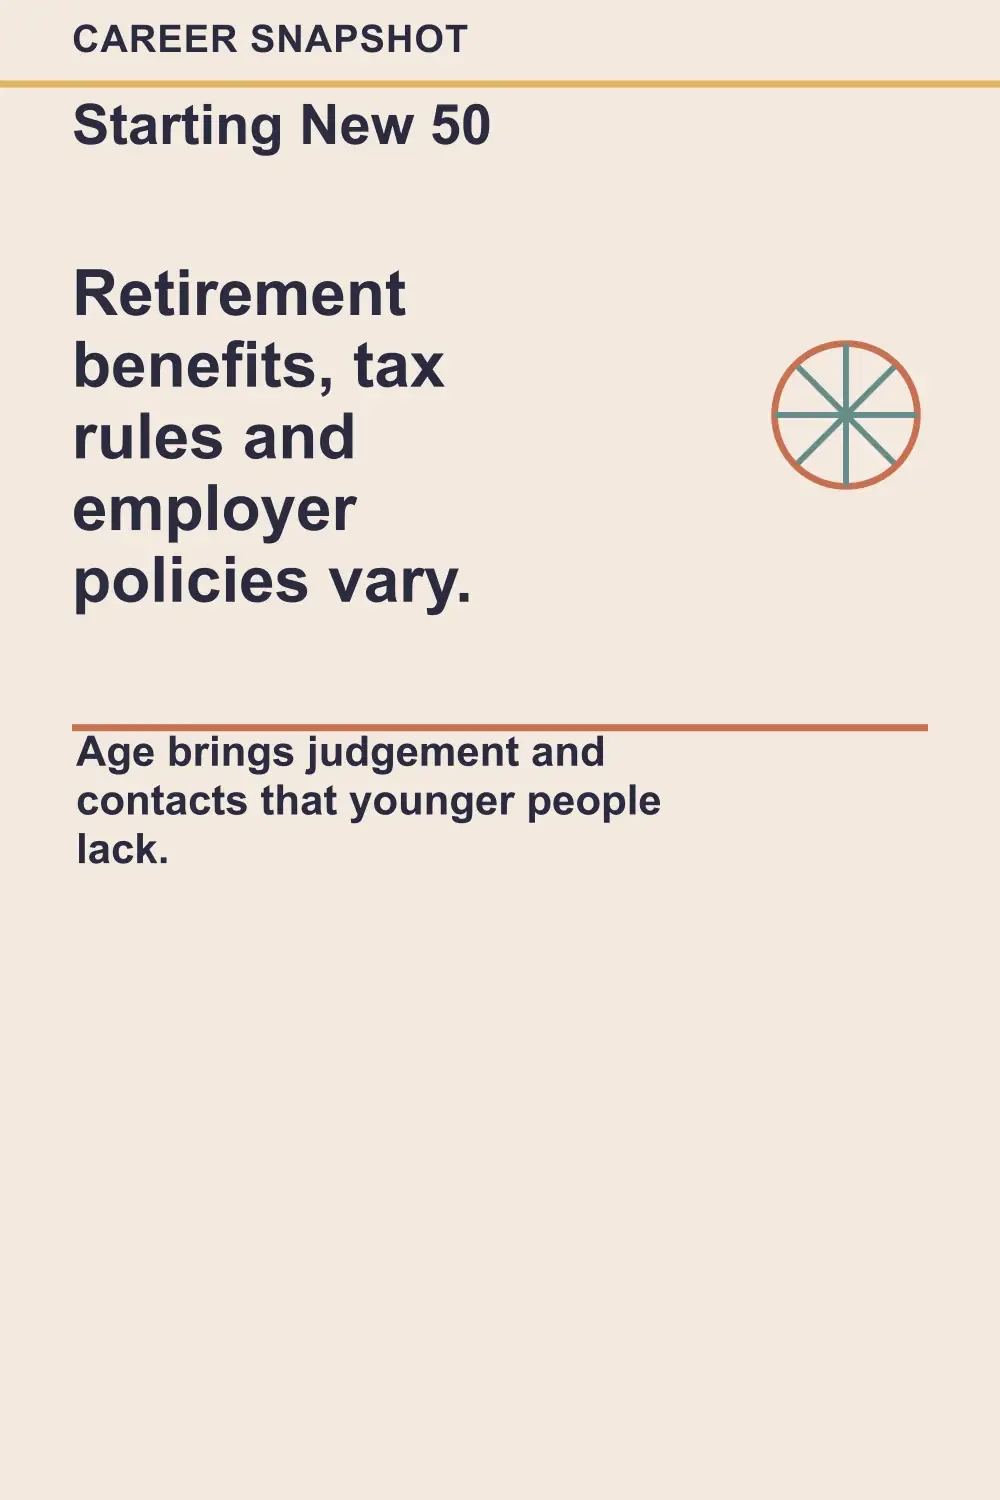 CAREER SNAPSHOT
Starting New 50
Retirement
benefits, tax
rules and
employer
policies vary.
Age brings judgement and
contacts that younger people
lack.